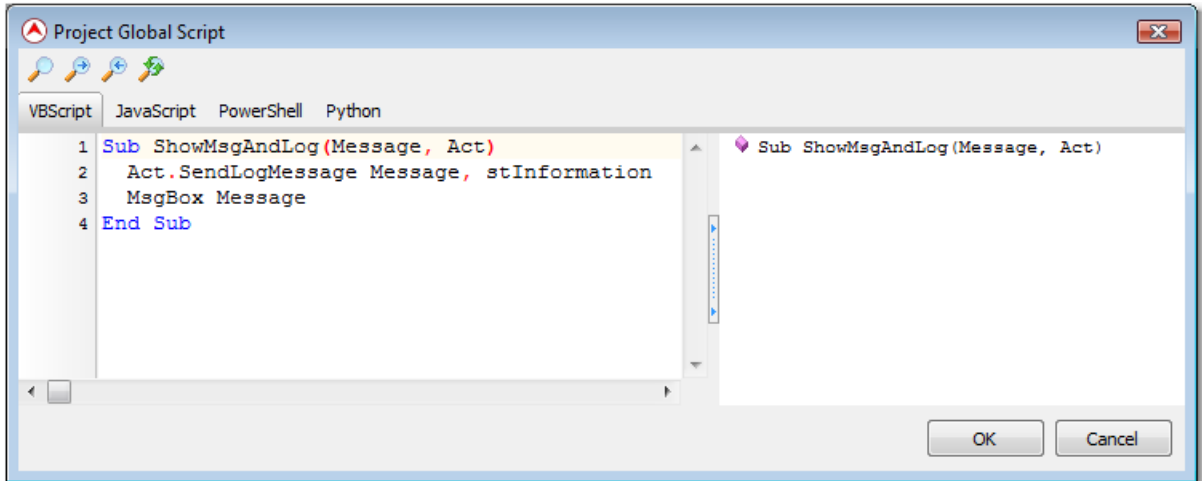 Project Global Script
VBScript JavaScript PowerShell Python
1 Sub ShowMsgAndLog(Message, Act)
2   Act.SendLogMessage Message, stInformation
3   MsgBox Message
4 End Sub
Sub ShowMsgAndLog(Message, Act)
OK Cancel